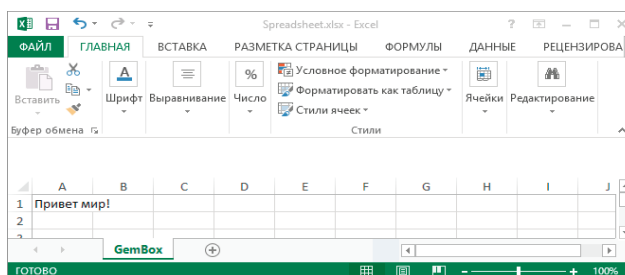 Spreadsheet.xlsx - Excel
ФАЙЛ ГЛАВНАЯ ВСТАВКА РАЗМЕТКА СТРАНИЦЫ ФОРМУЛЫ ДАННЫЕ РЕЦЕНЗИРОВА
Вставить
Шрифт
Выравнивание
%
Число
Условное форматирование
Форматировать как таблицу
Стили ячеек
Ячейки
Редактирование
Буфер обмена
Стили
A B C D E F G H I J
1 Привет мир!
2
3
GemBox
ГОТОВО
100%